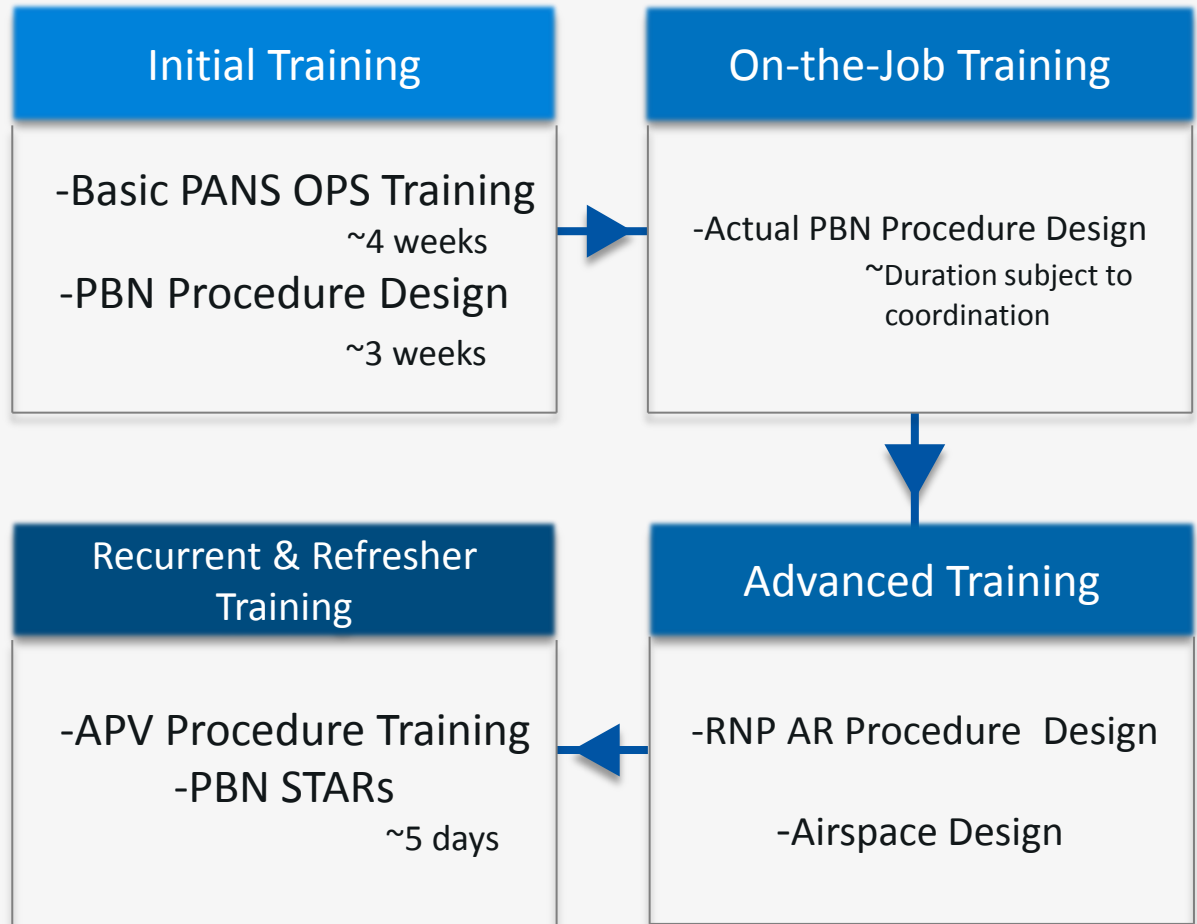 Initial Training
-Basic PANS OPS Training
~4 weeks
-PBN Procedure Design
~3 weeks
On-the-Job Training
-Actual PBN Procedure Design
~Duration subject to
coordination
Advanced Training
-RNP AR Procedure  Design
-Airspace Design
Recurrent & Refresher
Training
-APV Procedure Training
-PBN STARs
~5 days